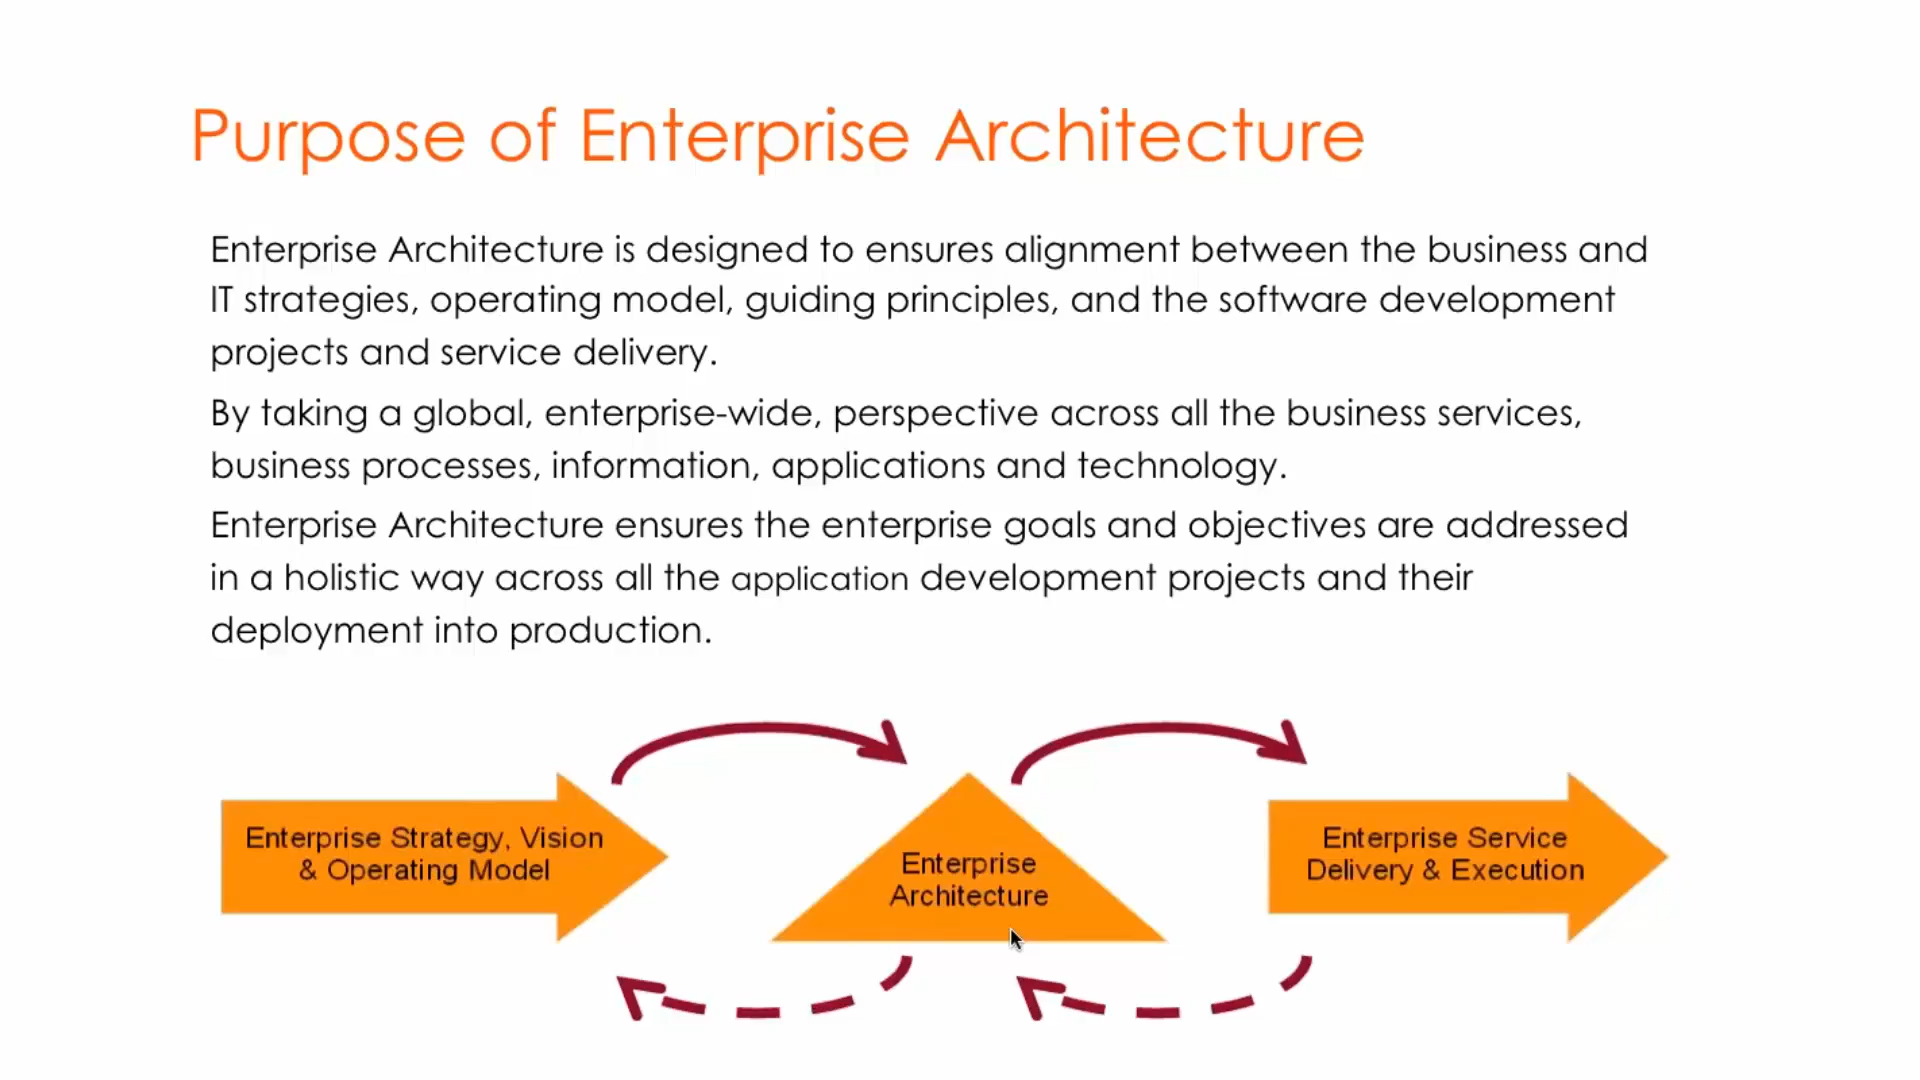 Purpose of Enterprise Architecture
Enterprise Architecture is designed to ensures alignment between the business and
IT strategies, operating model, guiding principles, and the software development
projects and service delivery.
By taking a global, enterprise-wide, perspective across all the business services,
business processes, information, applications and technology.
Enterprise Architecture ensures the enterprise goals and objectives are addressed
in a holistic way across all the application development projects and their
deployment into production.
Enterprise Strategy, Vision
& Operating Model
Enterprise
Architecture
Enterprise Service
Delivery & Execution